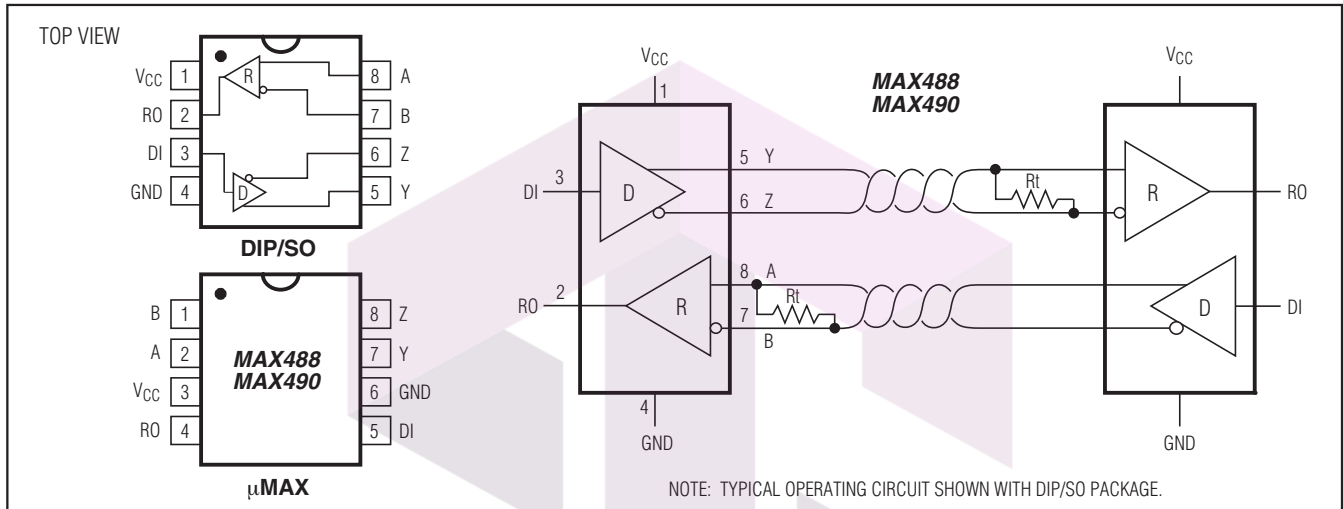 TOP VIEW
VCC 1
RO 2
DI 3
GND 4
8 A
7 B
6 Z
5 Y
R
D
DIP/SO
B 1
A 2
VCC 3
RO 4
8 Z
7 Y
6 GND
5 DI
MAX488
MAX490
µMAX
VCC
1
MAX488
MAX490
VCC
DI 3
D
5 Y
6 Z
Rt
R
RO
RO 2
R
8 A
7
B
Rt
D
DI
4
GND
GND
NOTE: TYPICAL OPERATING CIRCUIT SHOWN WITH DIP/SO PACKAGE.